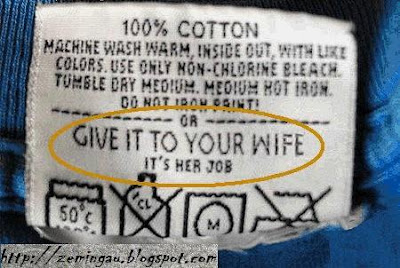 100% COTTON
MACHINE WASH WARM, INSIDE OUT, WITH LIKE
COLORS. USE ONLY NON-CHLORINE BLEACH.
TUMBLE DRY MEDIUM. MEDIUM HOT IRON.
DO NOT IRON PRINT!
OR
GIVE IT TO YOUR WIFE
IT'S HER JOB
50°C
CL
M
http://zemingau.blogspot.com